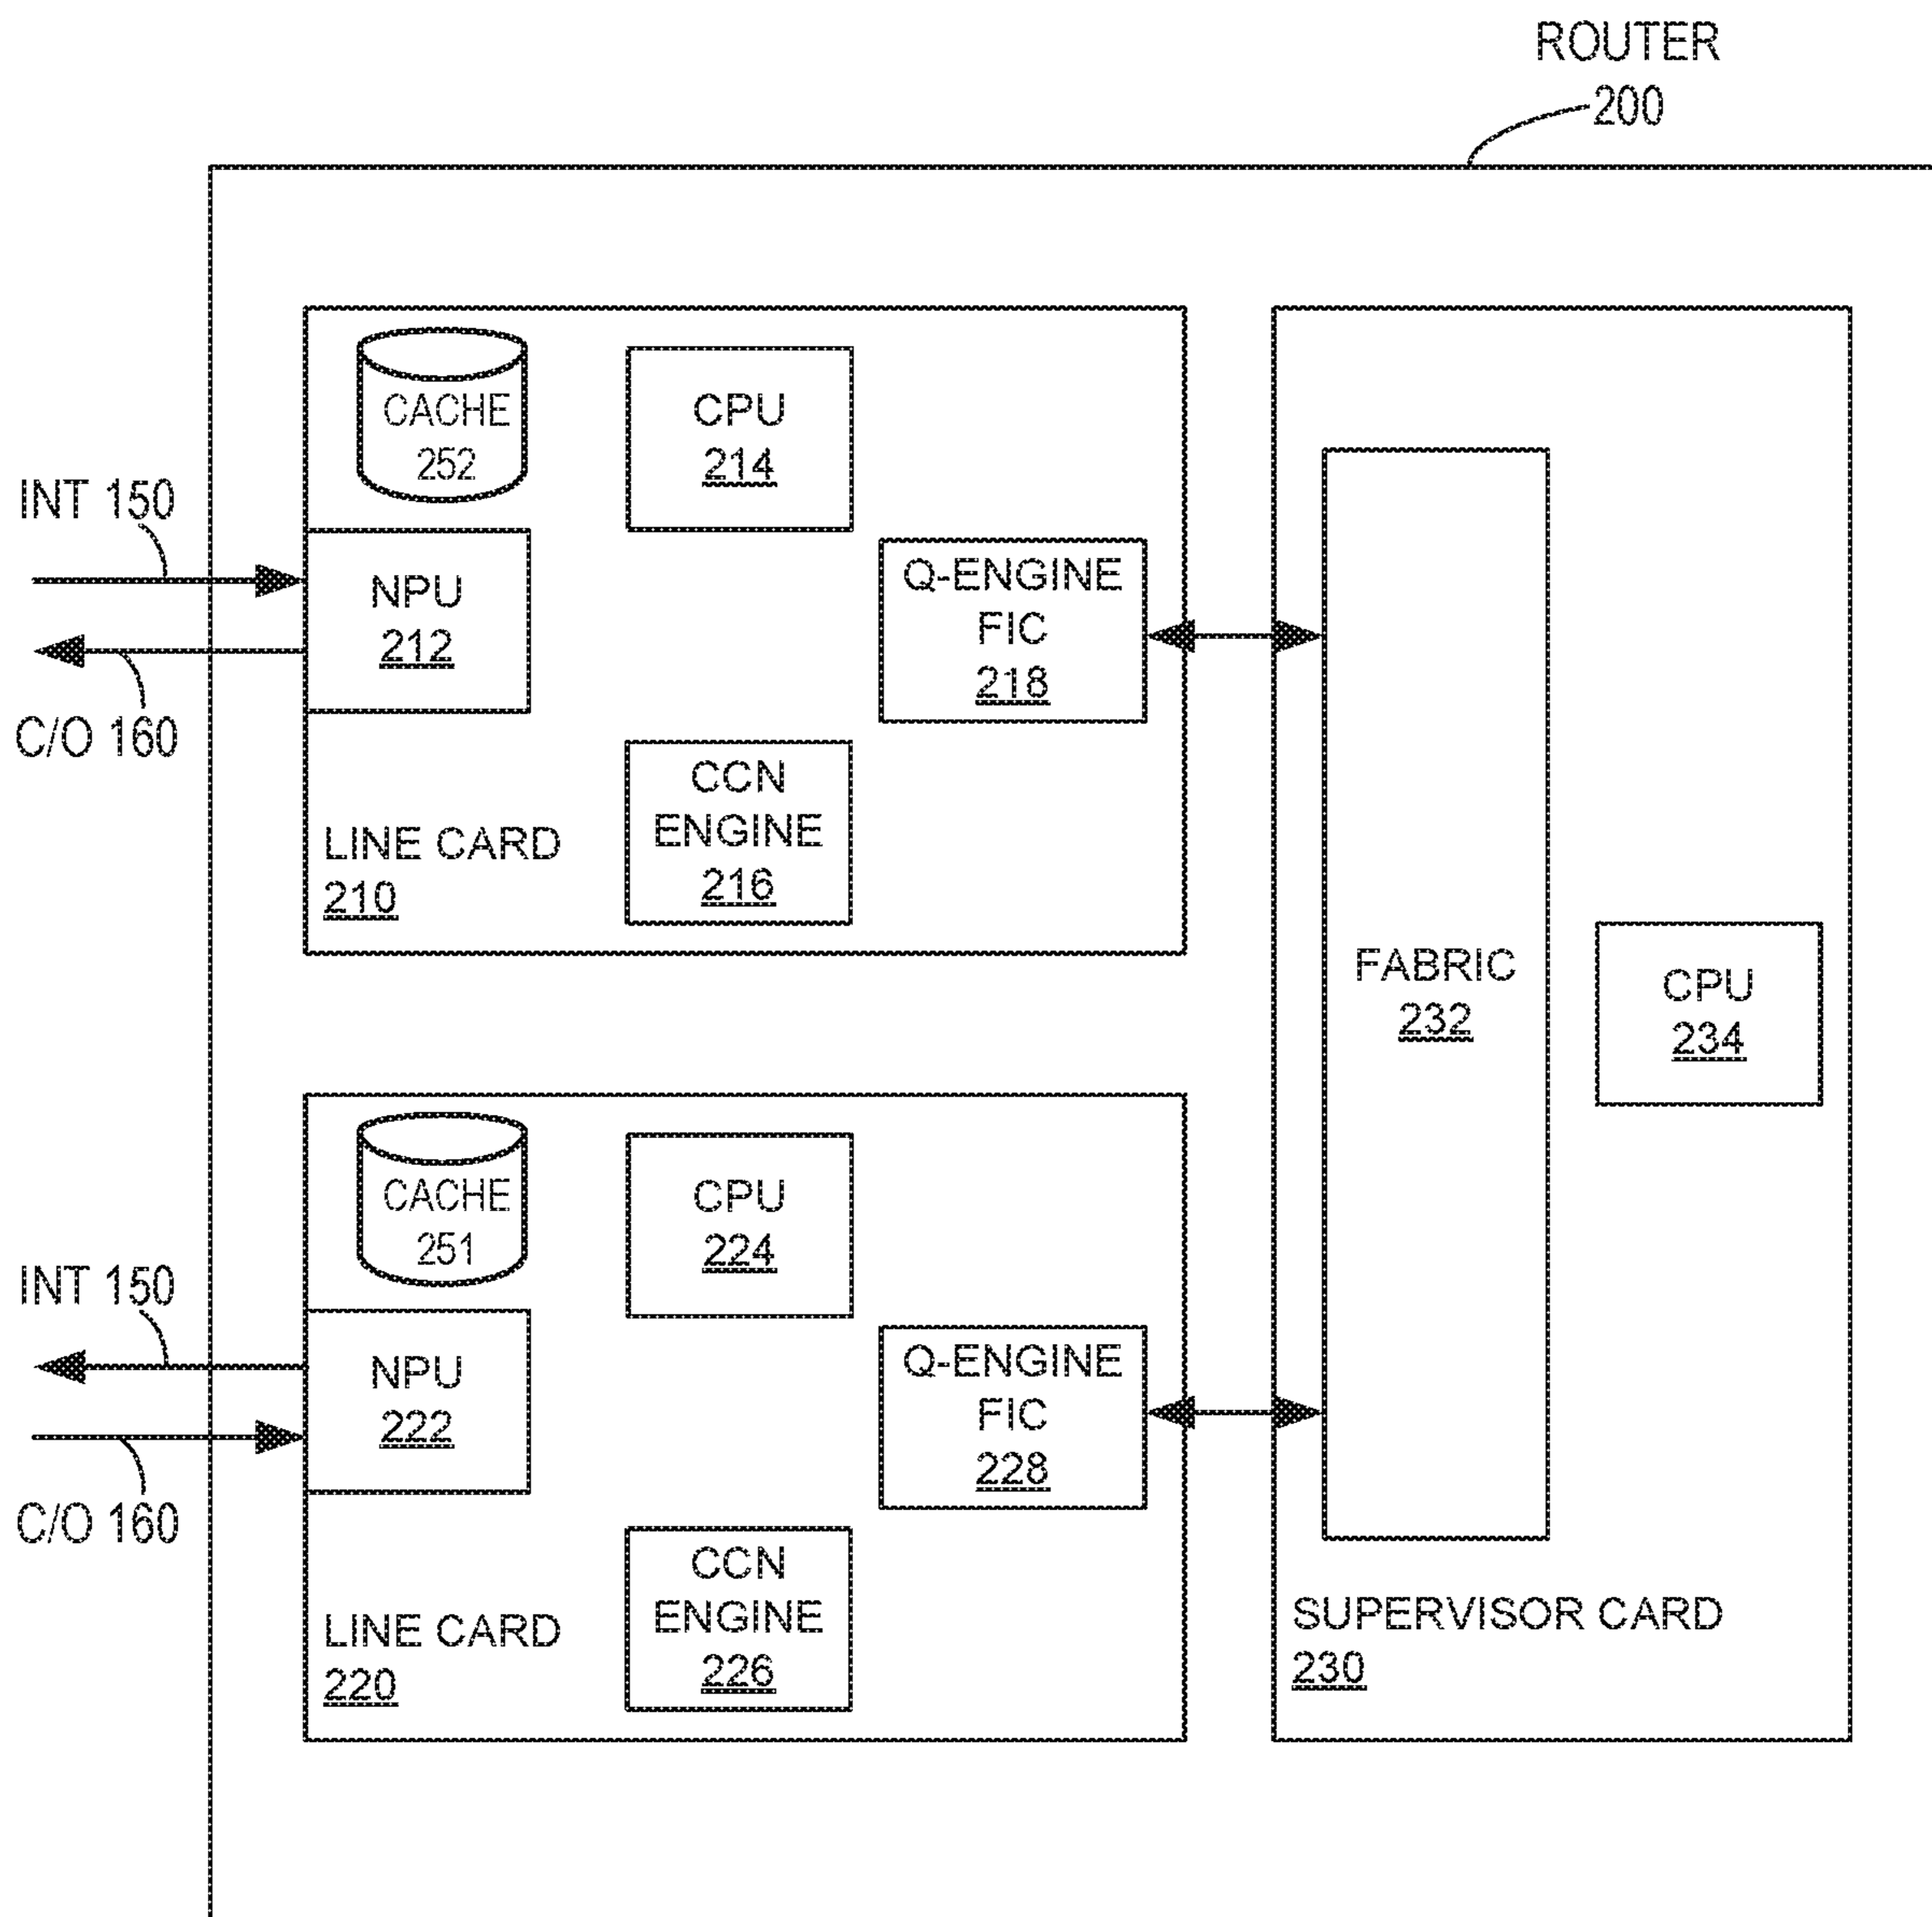 ROUTER
200
CACHE
252
CPU
214
INT 150
NPU
212
C/O 160
Q-ENGINE
FIC
218
CCN
ENGINE
216
LINE CARD
210
FABRIC
232
CPU
234
CACHE
251
CPU
224
INT 150
NPU
222
C/O 160
Q-ENGINE
FIC
228
CCN
ENGINE
226
LINE CARD
220
SUPERVISOR CARD
230